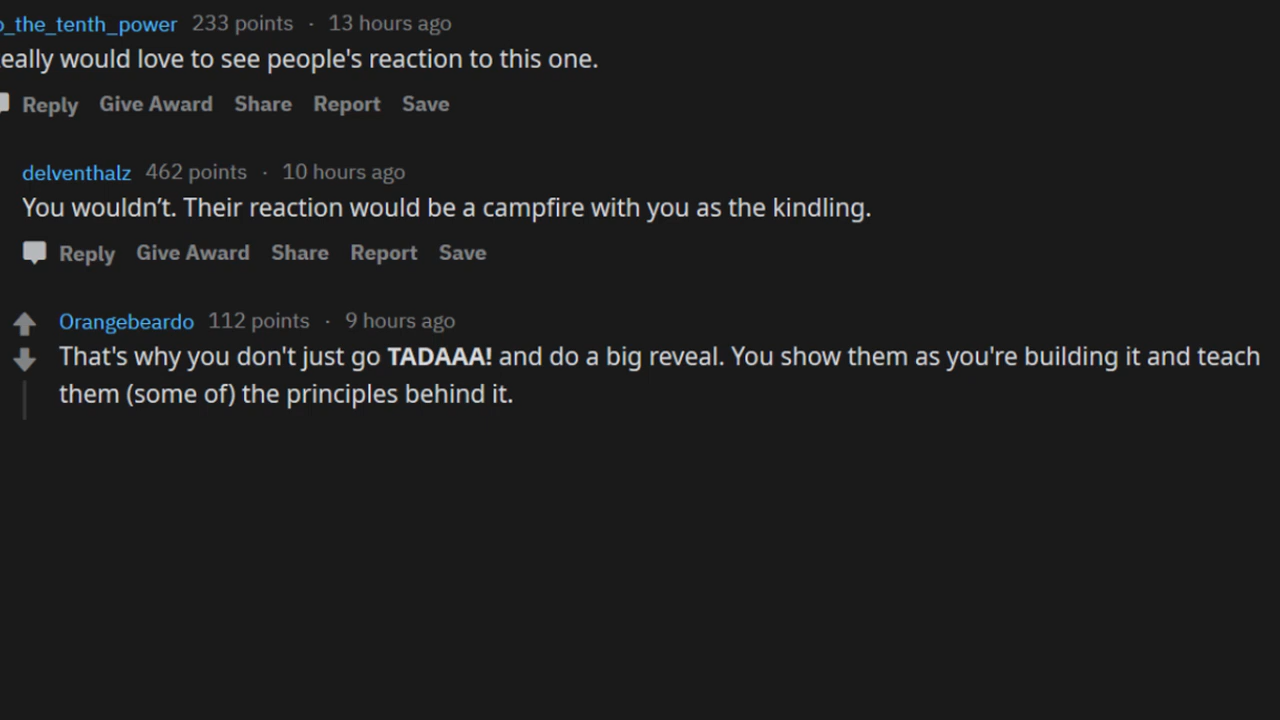 o_the_tenth_power 233 points · 13 hours ago
eally would love to see people's reaction to this one.
Reply Give Award Share Report Save
delventhalz 462 points · 10 hours ago
You wouldn’t. Their reaction would be a campfire with you as the kindling.
Reply Give Award Share Report Save
Orangebeardo 112 points · 9 hours ago
That's why you don't just go TADAAA! and do a big reveal. You show them as you're building it and teach
them (some of) the principles behind it.